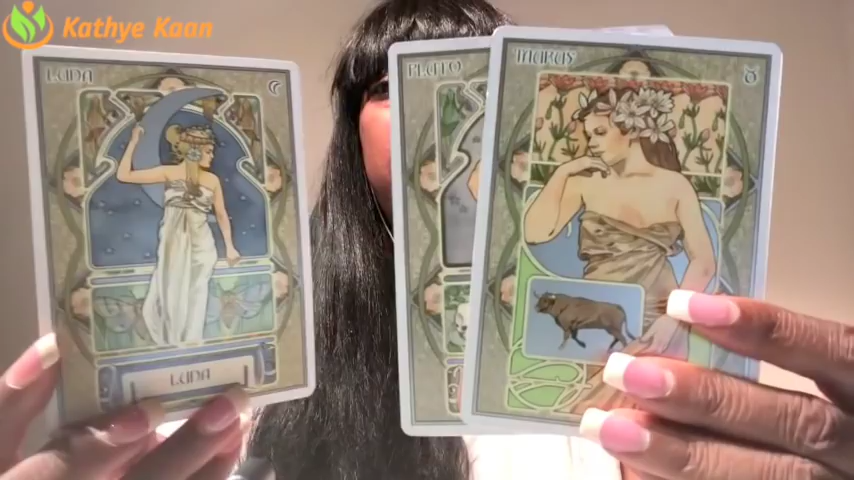 Kathye Kaan
LUNA
LUNA
PLUTO
TAURUS